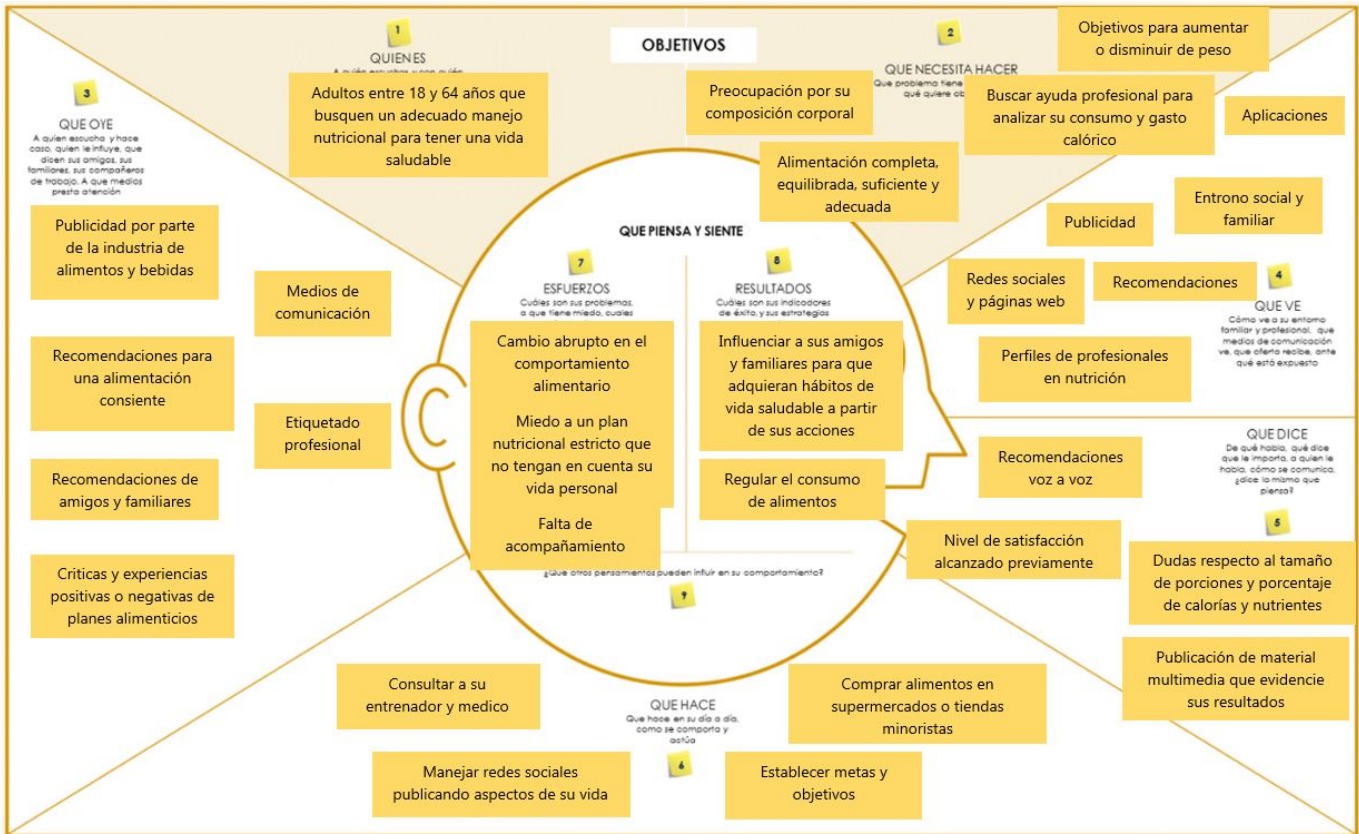 OBJETIVOS
1
QUIEN ES
Adultos entre 18 y 64 años que
busquen un adecuado manejo
nutricional para tener una vida
saludable
2
QUE NECESITA HACER
Que problema tiene
qué quiere
Objetivos para aumentar
o disminuir de peso
Preocupación por su
composición corporal
Buscar ayuda profesional para
analizar su consumo y gasto
calórico
Alimentación completa,
equilibrada, suficiente y
adecuada
3
QUE OYE
A quien escucha y hace
caso, quien le influye, que
dicen sus amigos, sus
familiares, sus compañeros
de trabajo. A que medios
presta atención
Publicidad por parte
de la industria de
alimentos y bebidas
Medios de
comunicación
Recomendaciones para
una alimentación
consiente
Etiquetado
profesional
Recomendaciones de
amigos y familiares
Criticas y experiencias
positivas o negativas de
planes alimenticios
Aplicaciones
Entrono social y
familiar
Publicidad
Redes sociales
y páginas web
Recomendaciones
Perfiles de profesionales
en nutrición
4
QUE VE
Cómo ve a su entorno
familiar y profesional, que
medios de comunicación
ve, que oferta recibe, ante
qué está expuesto
QUE PIENSA Y SIENTE
7
ESFUERZOS
Cuáles son sus problemas,
a que tiene miedo, cuales
Cambio abrupto en el
comportamiento
alimentario
Miedo a un plan
nutricional estricto que
no tengan en cuenta su
vida personal
Falta de
acompañamiento
8
RESULTADOS
Cuáles son sus indicadores
de éxito, y sus estrategias
Influenciar a sus amigos
y familiares para que
adquieran hábitos de
vida saludable a partir
de sus acciones
Regular el consumo
de alimentos
¿Que otros pensamientos pueden influir en su comportamiento?
9
QUE DICE
De qué habla, qué dice
que le importa, a quien le
habla, cómo se comunica,
¿dice lo mismo que
piensa?
5
Recomendaciones
voz a voz
Nivel de satisfacción
alcanzado previamente
Dudas respecto al tamaño
de porciones y porcentaje
de calorías y nutrientes
Publicación de material
multimedia que evidencie
sus resultados
Consultar a su
entrenador y medico
QUE HACE
Que hace en su día a día,
como se comporta y
actúa
6
Comprar alimentos en
supermercados o tiendas
minoristas
Manejar redes sociales
publicando aspectos de su vida
Establecer metas y
objetivos